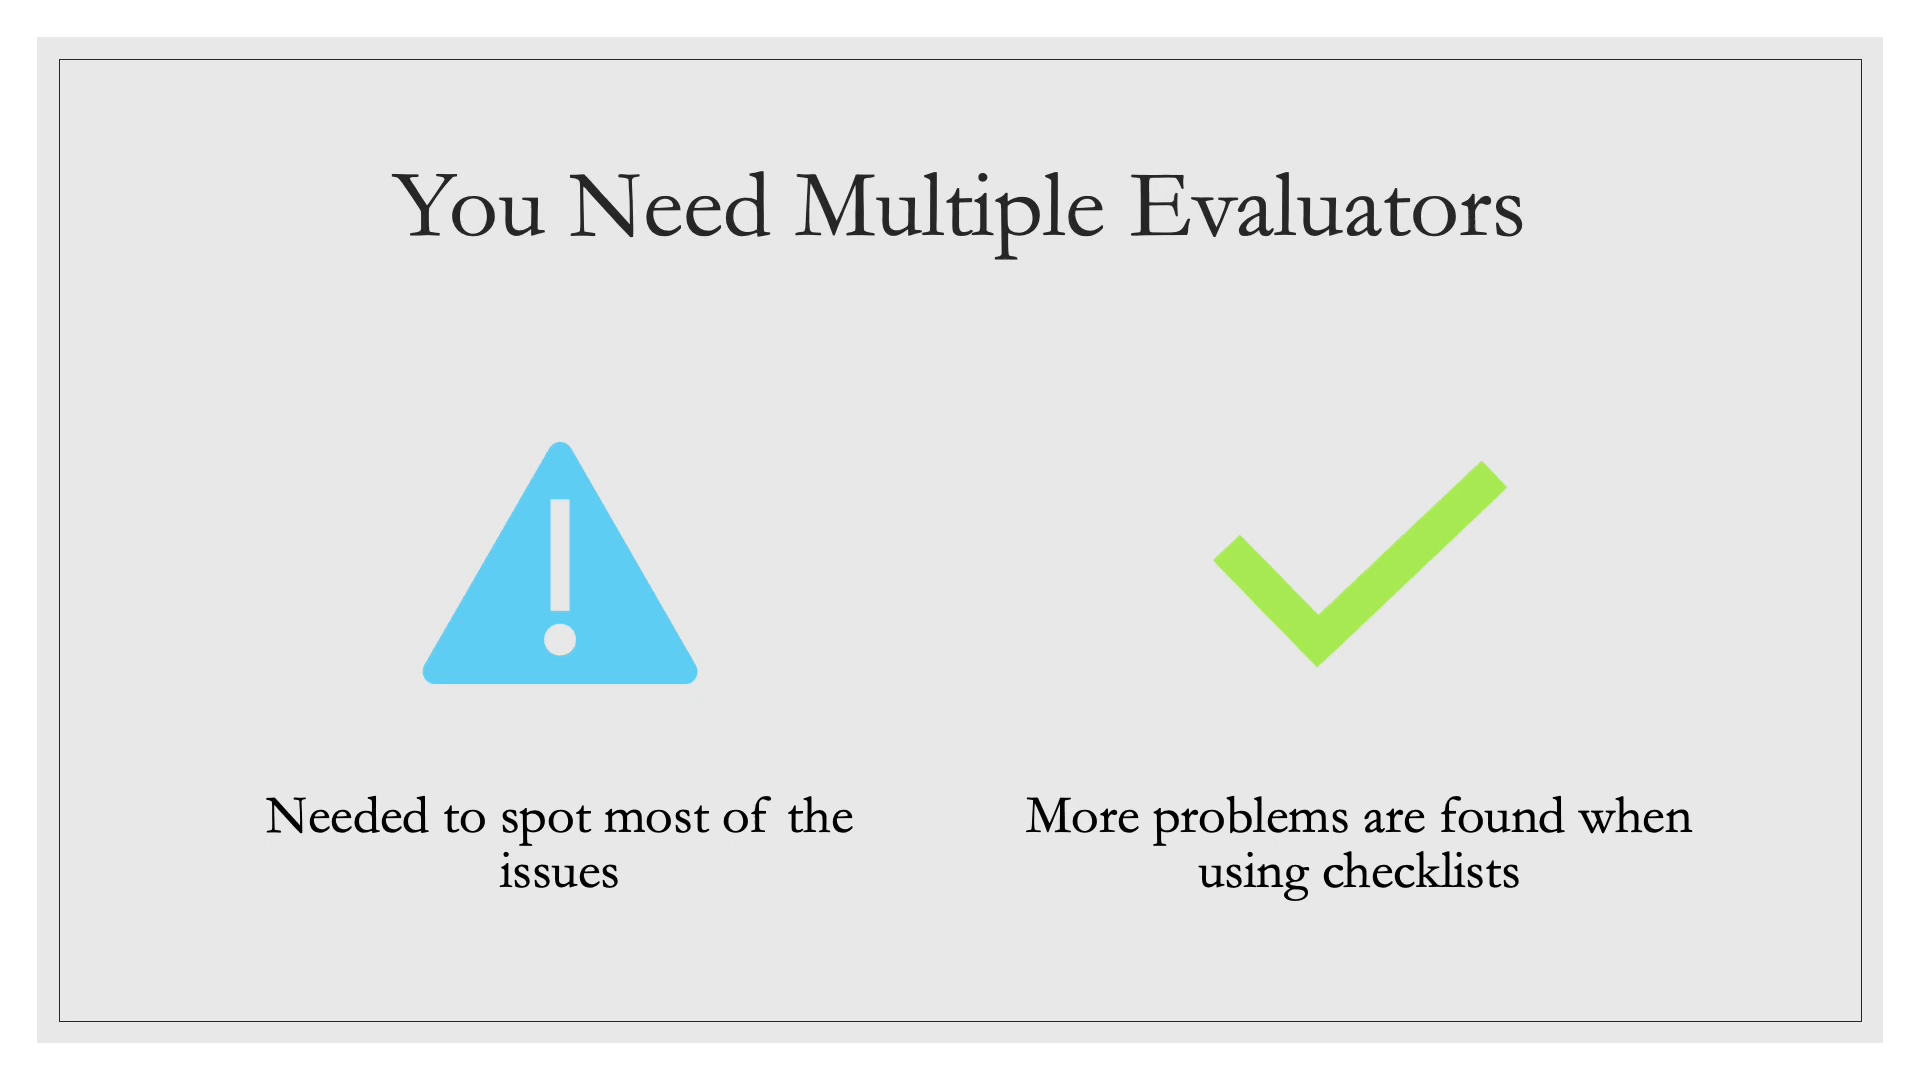 You Need Multiple Evaluators
Needed to spot most of the
issues
More problems are found when
using checklists